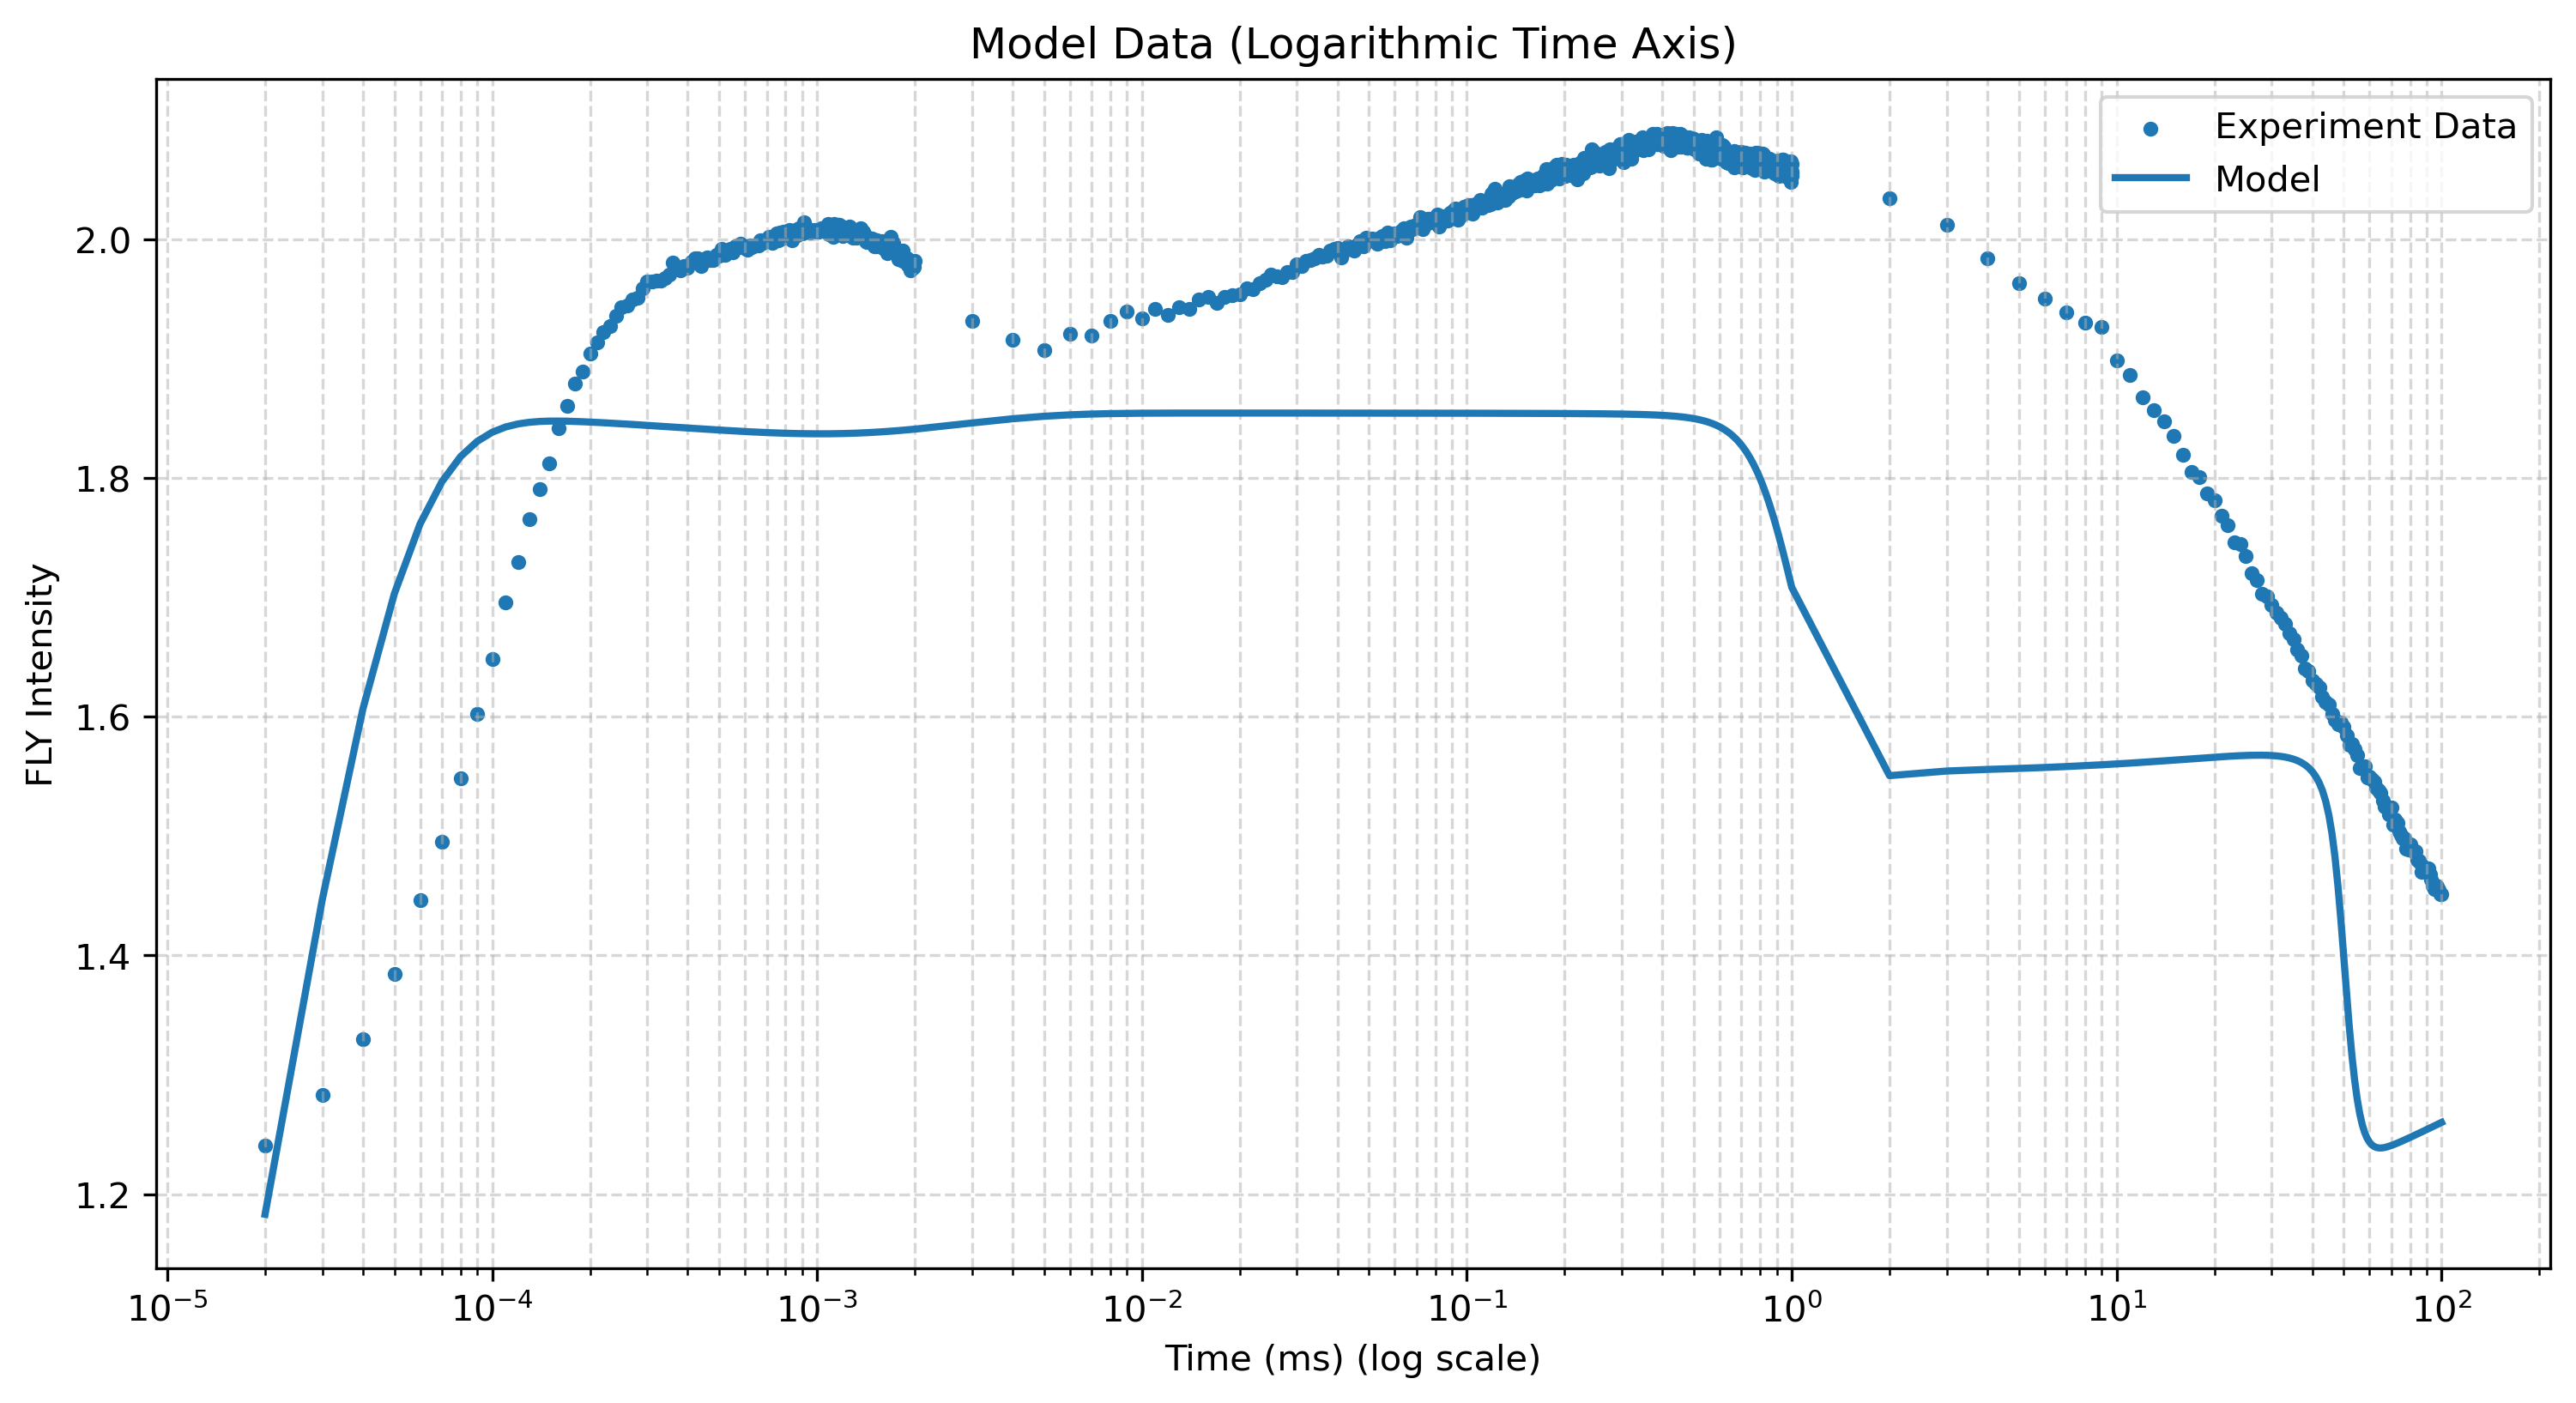 Model Data (Logarithmic Time Axis)
Experiment Data
Model
FLY Intensity
2.0
1.8
1.6
1.4
1.2
10⁻⁵ 10⁻⁴ 10⁻³ 10⁻² 10⁻¹ 10⁰ 10¹ 10²
Time (ms) (log scale)